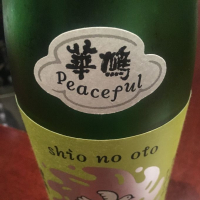 華鳩
Peaceful
shio no oto